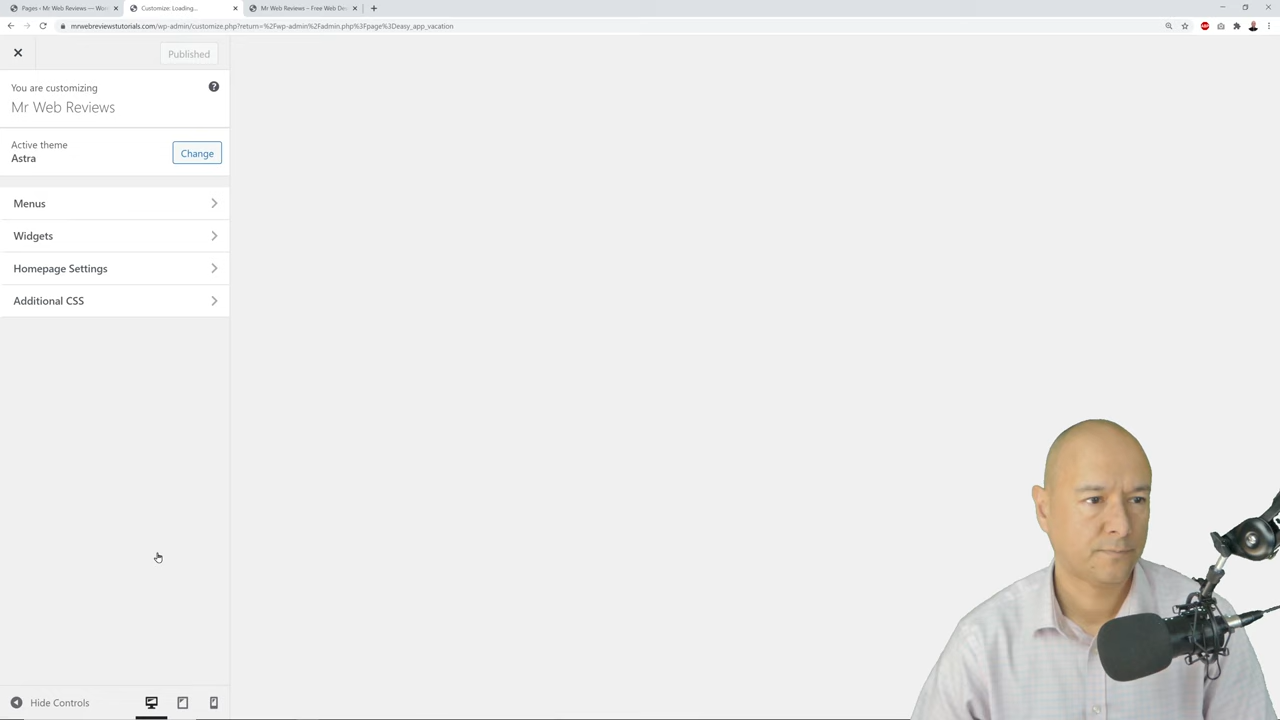 Pages ‹ Mr Web Reviews — Wor
Customize: Loading...
Mr Web Reviews – Free Web De
mrwebreviewstutorials.com/wp-admin/customize.php?return=%2Fwp-admin%2Fadmin.php%3Fpage%3Deasy_app_vacation
Published
You are customizing
Mr Web Reviews
Active theme
Astra
Change
Menus
Widgets
Homepage Settings
Additional CSS
Hide Controls